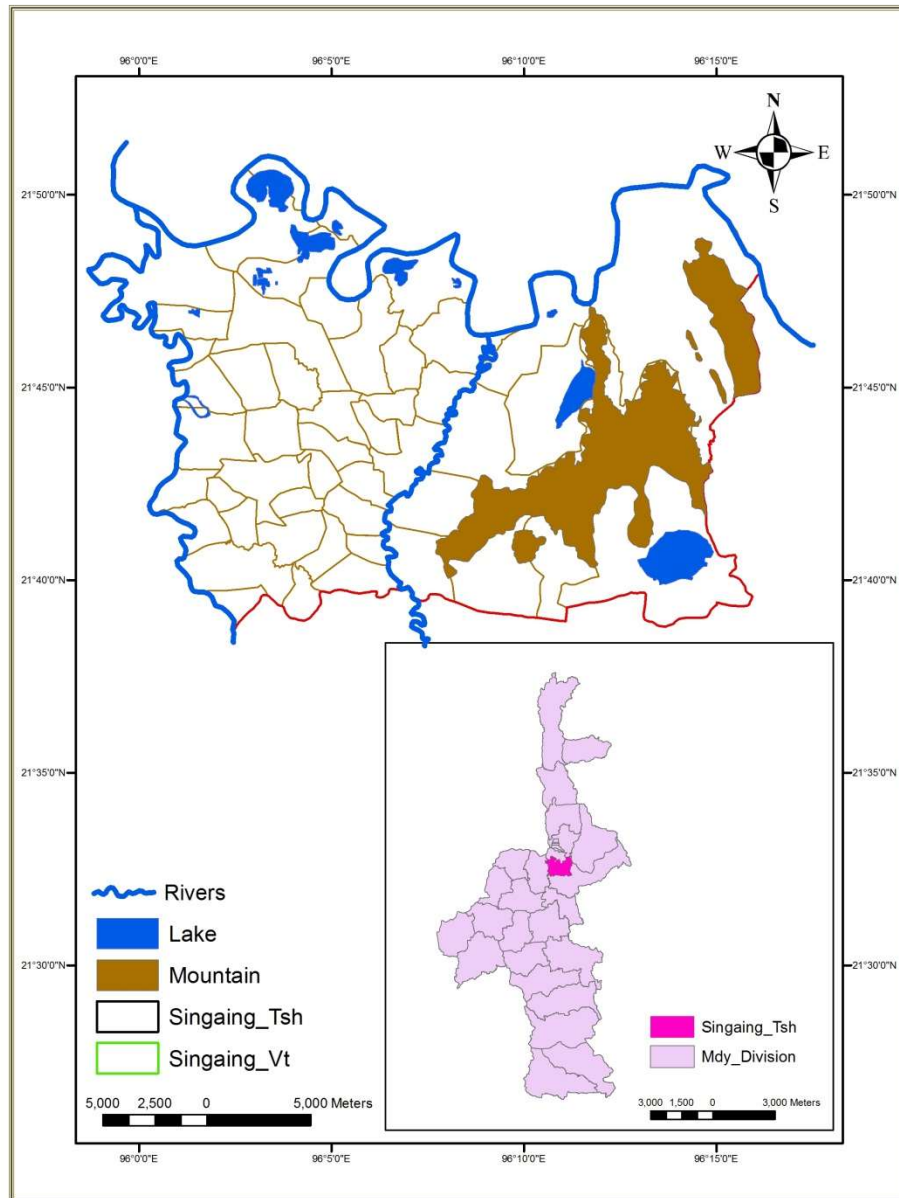 96°0'0"E 96°5'0"E 96°10'0"E 96°15'0"E
N
W E
S
21°50'0"N 21°50'0"N
21°45'0"N 21°45'0"N
21°40'0"N 21°40'0"N
21°35'0"N 21°35'0"N
21°30'0"N 21°30'0"N
Rivers
Lake
Mountain
Singaing_Tsh
Singaing_Vt
5,000 2,500 0 5,000 Meters
Singaing_Tsh
Mdy_Division
3,000 1,500 0 3,000 Meters
96°0'0"E 96°5'0"E 96°10'0"E 96°15'0"E